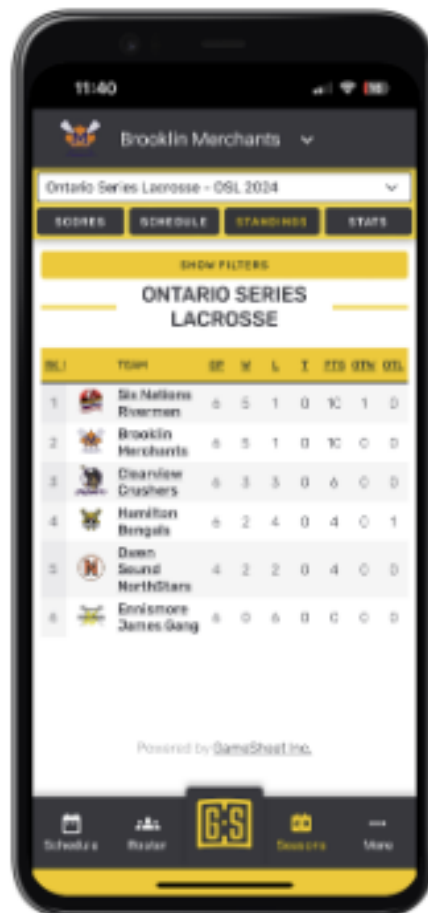 11:40
Brooklin Merchants
Ontario Series Lacrosse - OSL 2024
SCORES SCHEDULE STANDINGS STATS
SHOW FILTERS
ONTARIO SERIES
LACROSSE
TEAM GP W L T PTS OTW OTL
1 Six Nations Rivermen 6 5 1 0 10 1 0
2 Brooklin Merchants 6 5 1 0 10 0 0
3 Clearview Crushers 6 3 3 0 6 0 0
4 Hamilton Bengals 6 2 4 0 4 0 1
5 Owen Sound NorthStars 4 2 2 0 4 0 0
6 Ennismore James Gang 6 0 6 0 0 0 0
Powered by GameSheet Inc.
G:S
Schedule Roster Seasons More